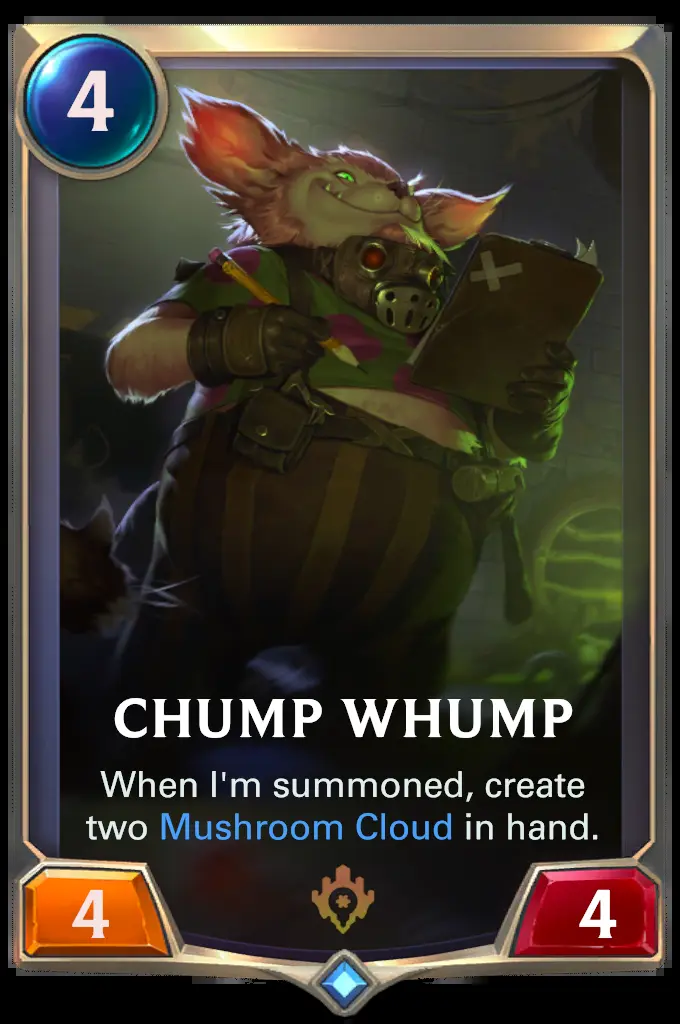 4
CHUMP WHUMP
When I'm summoned, create
two Mushroom Cloud in hand.
4 4